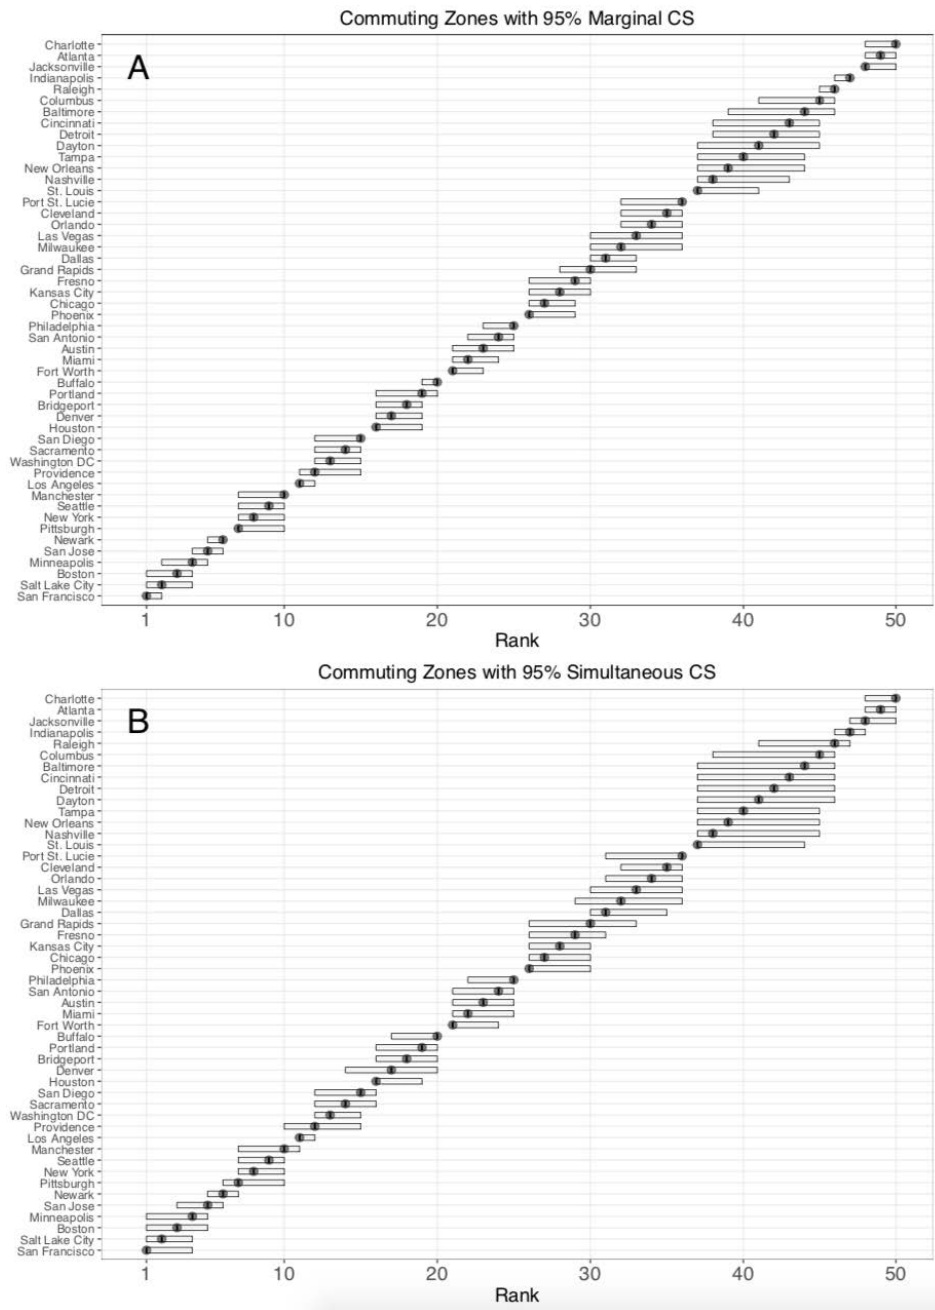 Commuting Zones with 95% Marginal CS
A
Charlotte
Atlanta
Jacksonville
Indianapolis
Raleigh
Columbus
Baltimore
Cincinnati
Detroit
Dayton
Tampa
New Orleans
Nashville
St. Louis
Port St. Lucie
Cleveland
Orlando
Las Vegas
Milwaukee
Dallas
Grand Rapids
Fresno
Kansas City
Chicago
Phoenix
Philadelphia
San Antonio
Austin
Miami
Fort Worth
Buffalo
Portland
Bridgeport
Denver
Houston
San Diego
Sacramento
Washington DC
Providence
Los Angeles
Manchester
Seattle
New York
Pittsburgh
Newark
San Jose
Minneapolis
Boston
Salt Lake City
San Francisco
1 10 20 30 40 50
Rank
Commuting Zones with 95% Simultaneous CS
B
Charlotte
Atlanta
Jacksonville
Indianapolis
Raleigh
Columbus
Baltimore
Cincinnati
Detroit
Dayton
Tampa
New Orleans
Nashville
St. Louis
Port St. Lucie
Cleveland
Orlando
Las Vegas
Milwaukee
Dallas
Grand Rapids
Fresno
Kansas City
Chicago
Phoenix
Philadelphia
San Antonio
Austin
Miami
Fort Worth
Buffalo
Portland
Bridgeport
Denver
Houston
San Diego
Sacramento
Washington DC
Providence
Los Angeles
Manchester
Seattle
New York
Pittsburgh
Newark
San Jose
Minneapolis
Boston
Salt Lake City
San Francisco
1 10 20 30 40 50
Rank